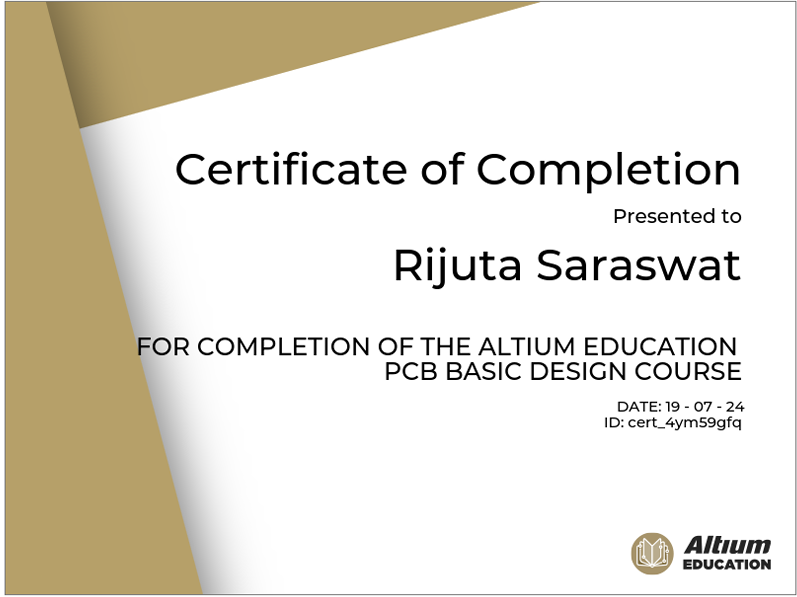 Certificate of Completion
Presented to
Rijuta Saraswat
FOR COMPLETION OF THE ALTIUM EDUCATION
PCB BASIC DESIGN COURSE
DATE: 19 - 07 - 24
ID: cert_4ym59gfq
Altium
EDUCATION